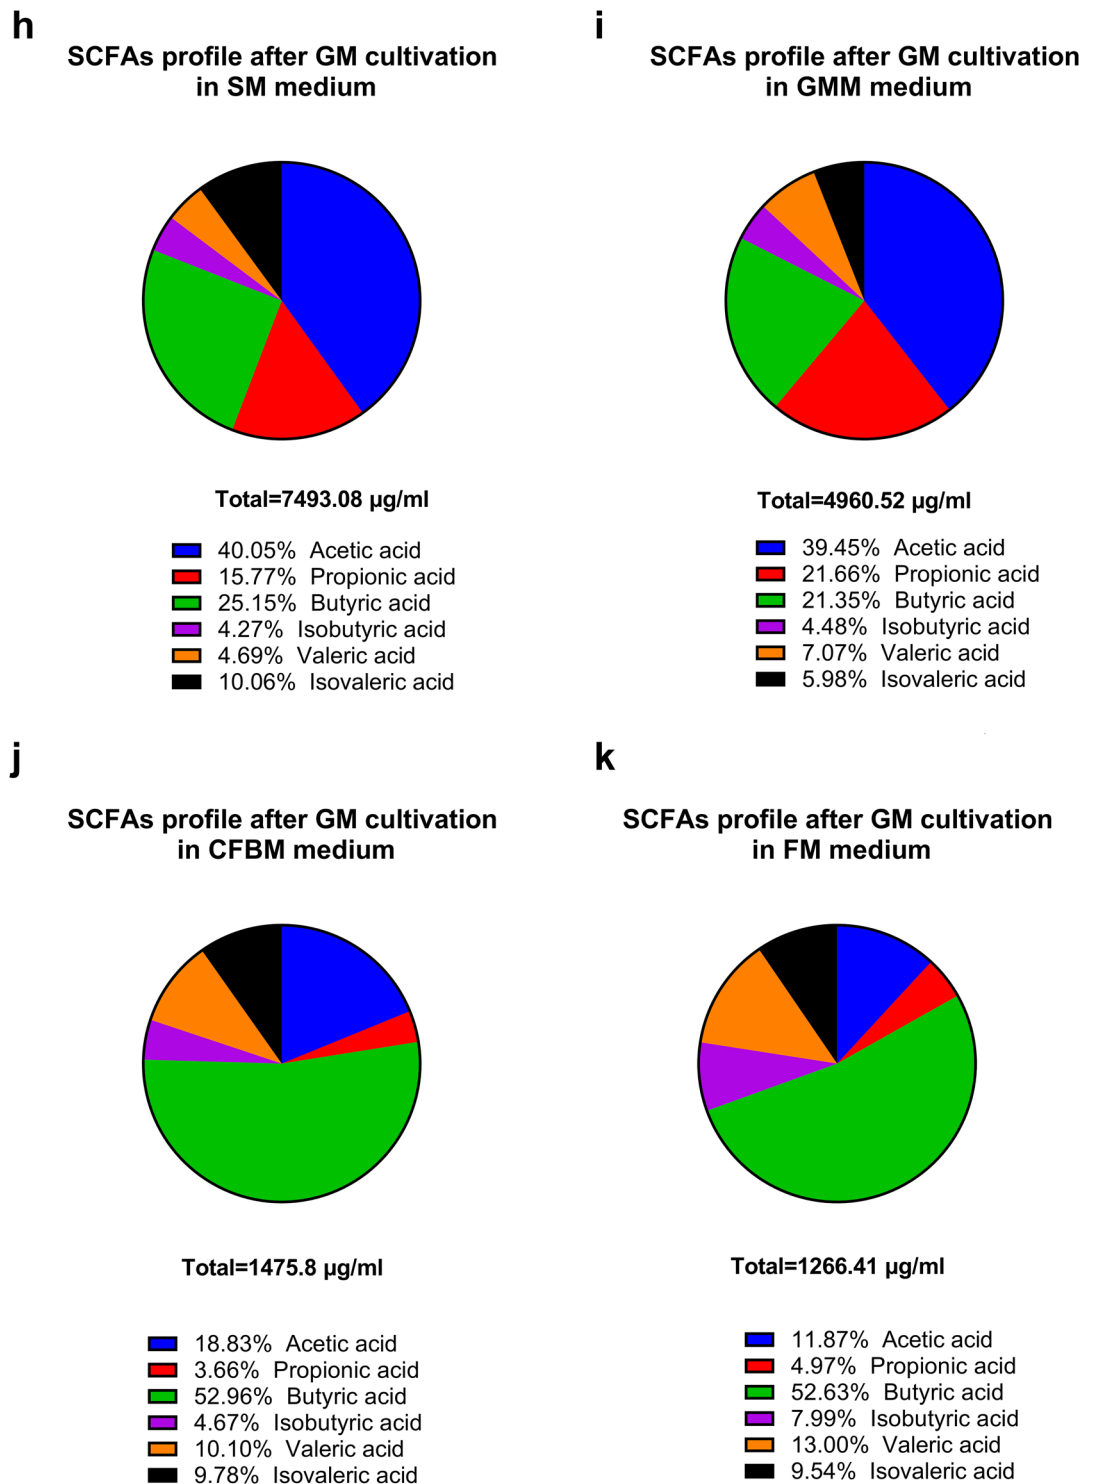 h
SCFAs profile after GM cultivation
in SM medium
Total=7493.08 µg/ml
40.05% Acetic acid
15.77% Propionic acid
25.15% Butyric acid
4.27% Isobutyric acid
4.69% Valeric acid
10.06% Isovaleric acid
i
SCFAs profile after GM cultivation
in GMM medium
Total=4960.52 µg/ml
39.45% Acetic acid
21.66% Propionic acid
21.35% Butyric acid
4.48% Isobutyric acid
7.07% Valeric acid
5.98% Isovaleric acid
j
SCFAs profile after GM cultivation
in CFBM medium
Total=1475.8 µg/ml
18.83% Acetic acid
3.66% Propionic acid
52.96% Butyric acid
4.67% Isobutyric acid
10.10% Valeric acid
9.78% Isovaleric acid
k
SCFAs profile after GM cultivation
in FM medium
Total=1266.41 µg/ml
11.87% Acetic acid
4.97% Propionic acid
52.63% Butyric acid
7.99% Isobutyric acid
13.00% Valeric acid
9.54% Isovaleric acid